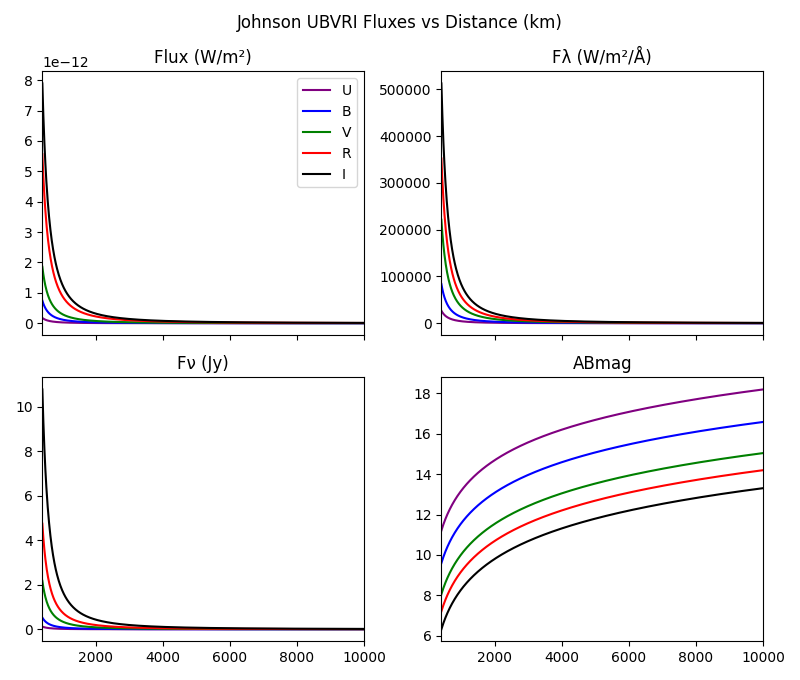 Johnson UBVRI Fluxes vs Distance (km)
Flux (W/m²)
1e−12
8
7
6
5
4
3
2
1
0
U
B
V
R
I
Fλ (W/m²/Å)
500000
400000
300000
200000
100000
0
Fν (Jy)
10
8
6
4
2
0
2000 4000 6000 8000 10000
ABmag
18
16
14
12
10
8
6
2000 4000 6000 8000 10000